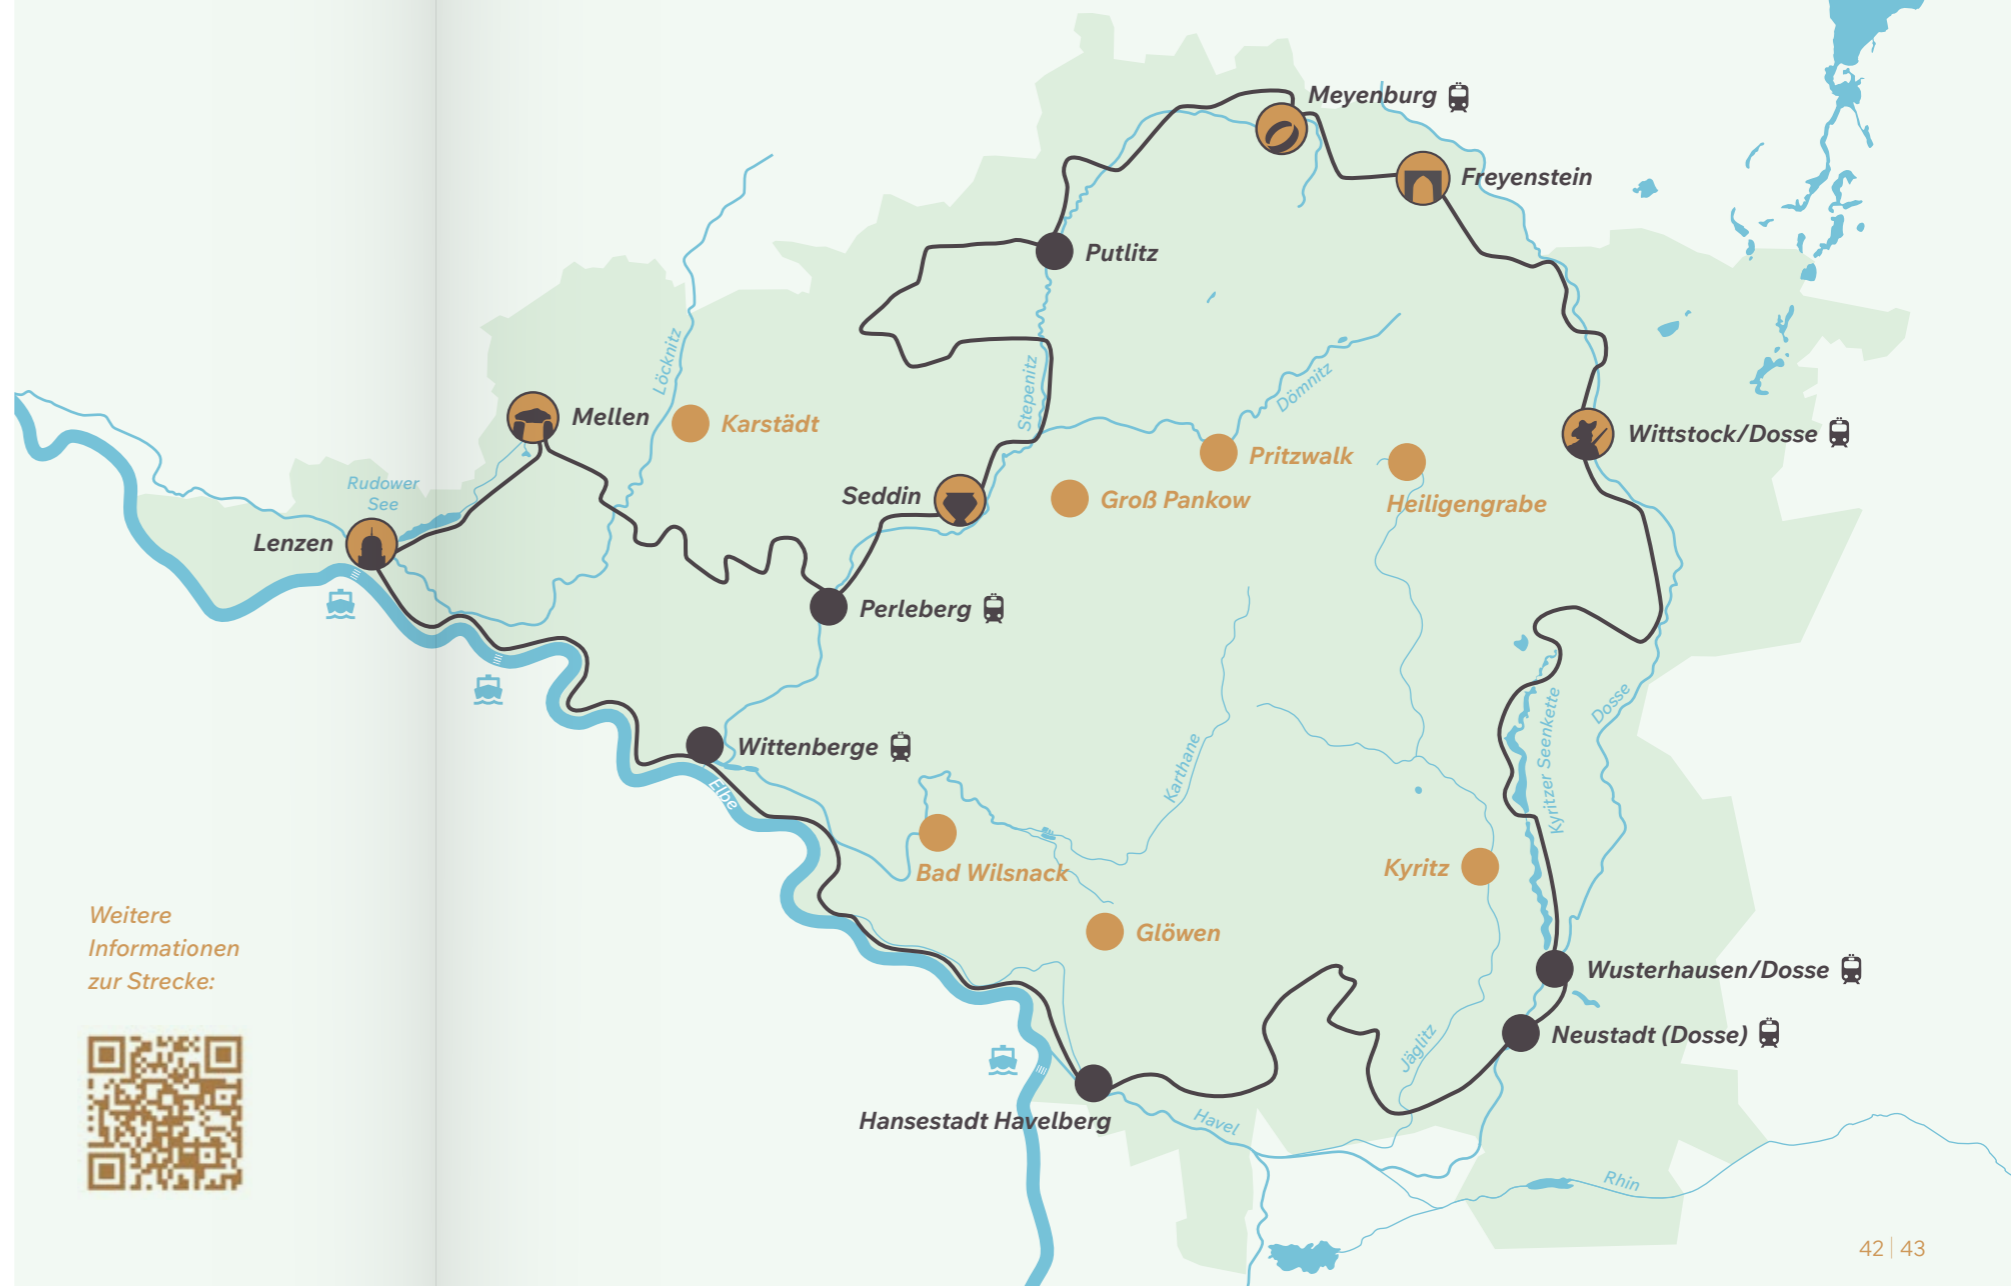 Meyenburg
Freyenstein
Putlitz
Löcknitz
Stepenitz
Dömnitz
Mellen
Karstädt
Wittstock/Dosse
Pritzwalk
Rudower
See
Seddin
Groß Pankow
Heiligengrabe
Lenzen
Perleberg
Wittenberge
Elbe
Karthane
Kyritzer Seenkette
Dosse
Bad Wilsnack
Kyritz
Glöwen
Weitere
Informationen
zur Strecke:
Wusterhausen/Dosse
Neustadt (Dosse)
Jäglitz
Hansestadt Havelberg
Havel
Rhin
42 | 43